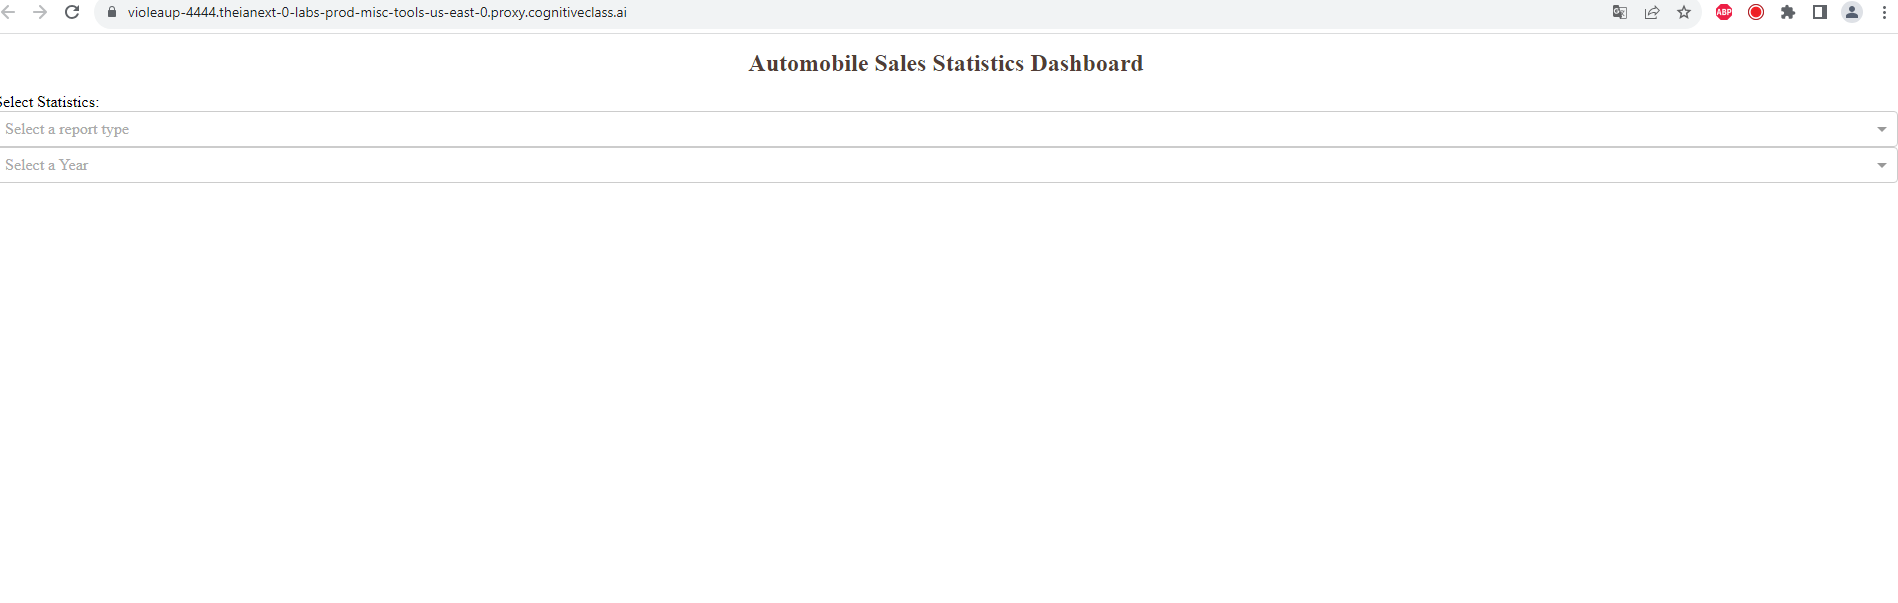 violeaup-4444.theianext-0-labs-prod-misc-tools-us-east-0.proxy.cognitiveclass.ai
ABP
Automobile Sales Statistics Dashboard
Select Statistics:
Select a report type
Select a Year